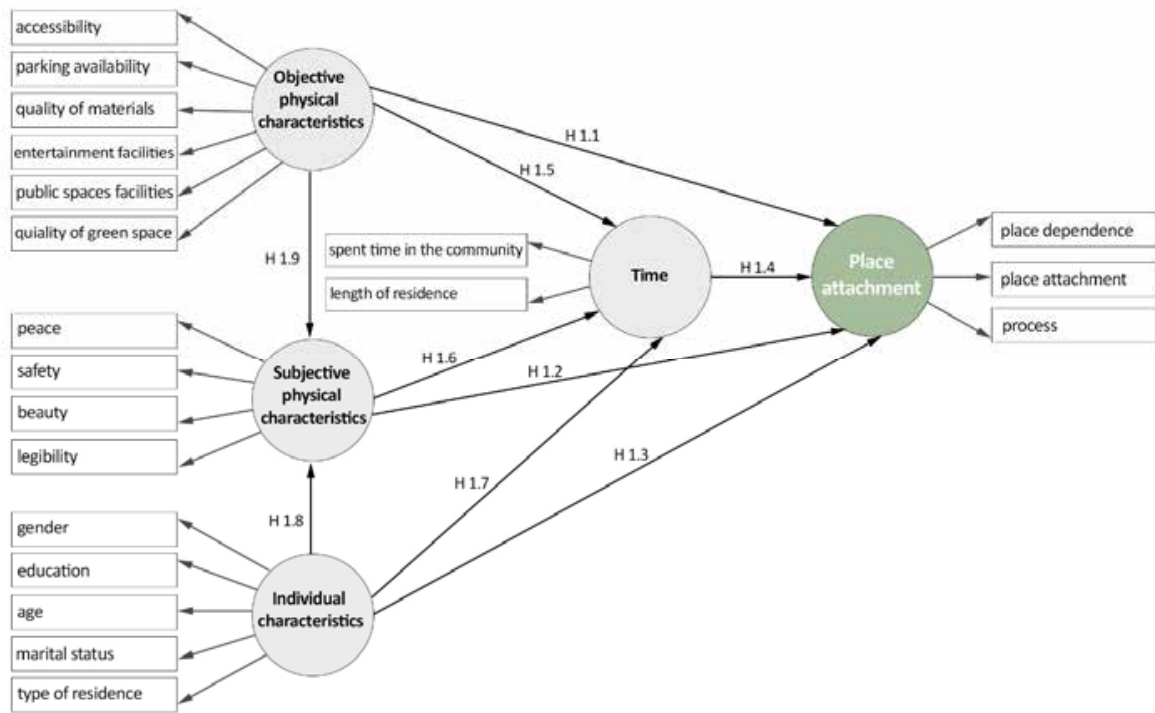 accessibility
parking availability
quality of materials
entertainment facilities
public spaces facilities
quiality of green space
Objective
physical
characteristics
H 1.1
H 1.5
H 1.9
spent time in the community
length of residence
Time
H 1.4
Place
attachment
place dependence
place attachment
process
peace
safety
beauty
legibility
Subjective
physical
characteristics
H 1.6
H 1.2
H 1.7
H 1.3
H 1.8
gender
education
age
marital status
type of residence
Individual
characteristics